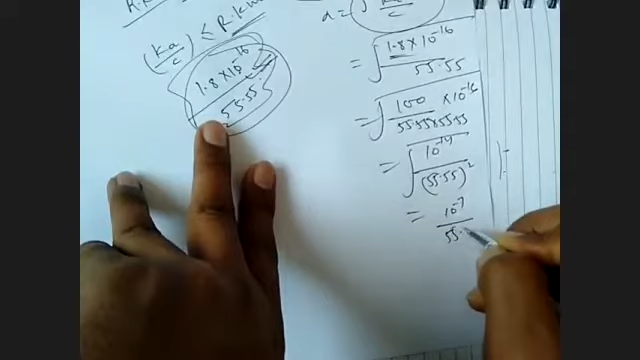 (Ka/C) ≤
1.8×10⁻¹⁶
55.55
a = √Ka/C
= √1.8×10⁻¹⁶/55.55
= √100/55.55×55.55 ×10⁻¹⁶
= √10⁻¹⁴/(55.55)²
= 10⁻⁷/55.